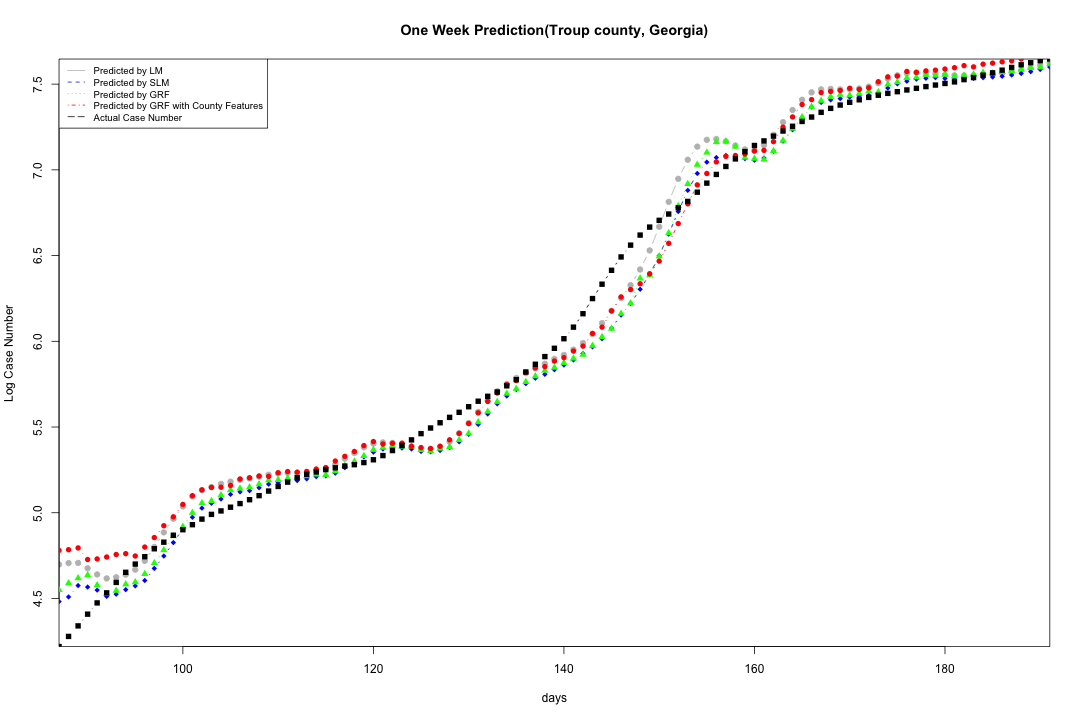 One Week Prediction(Troup county, Georgia)
Predicted by LM
Predicted by SLM
Predicted by GRF
Predicted by GRF with County Features
Actual Case Number
7.5
7.0
6.5
6.0
5.5
5.0
4.5
Log Case Number
100 120 140 160 180
days